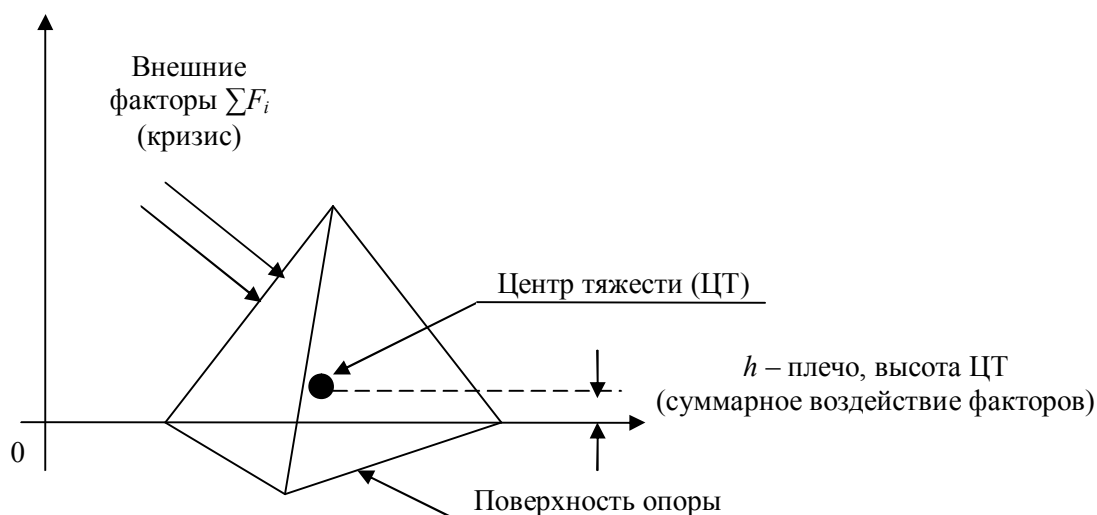 Внешние
факторы ∑Fi
(кризис)
Центр тяжести (ЦТ)
h – плечо, высота ЦТ
(суммарное воздействие факторов)
0
Поверхность опоры